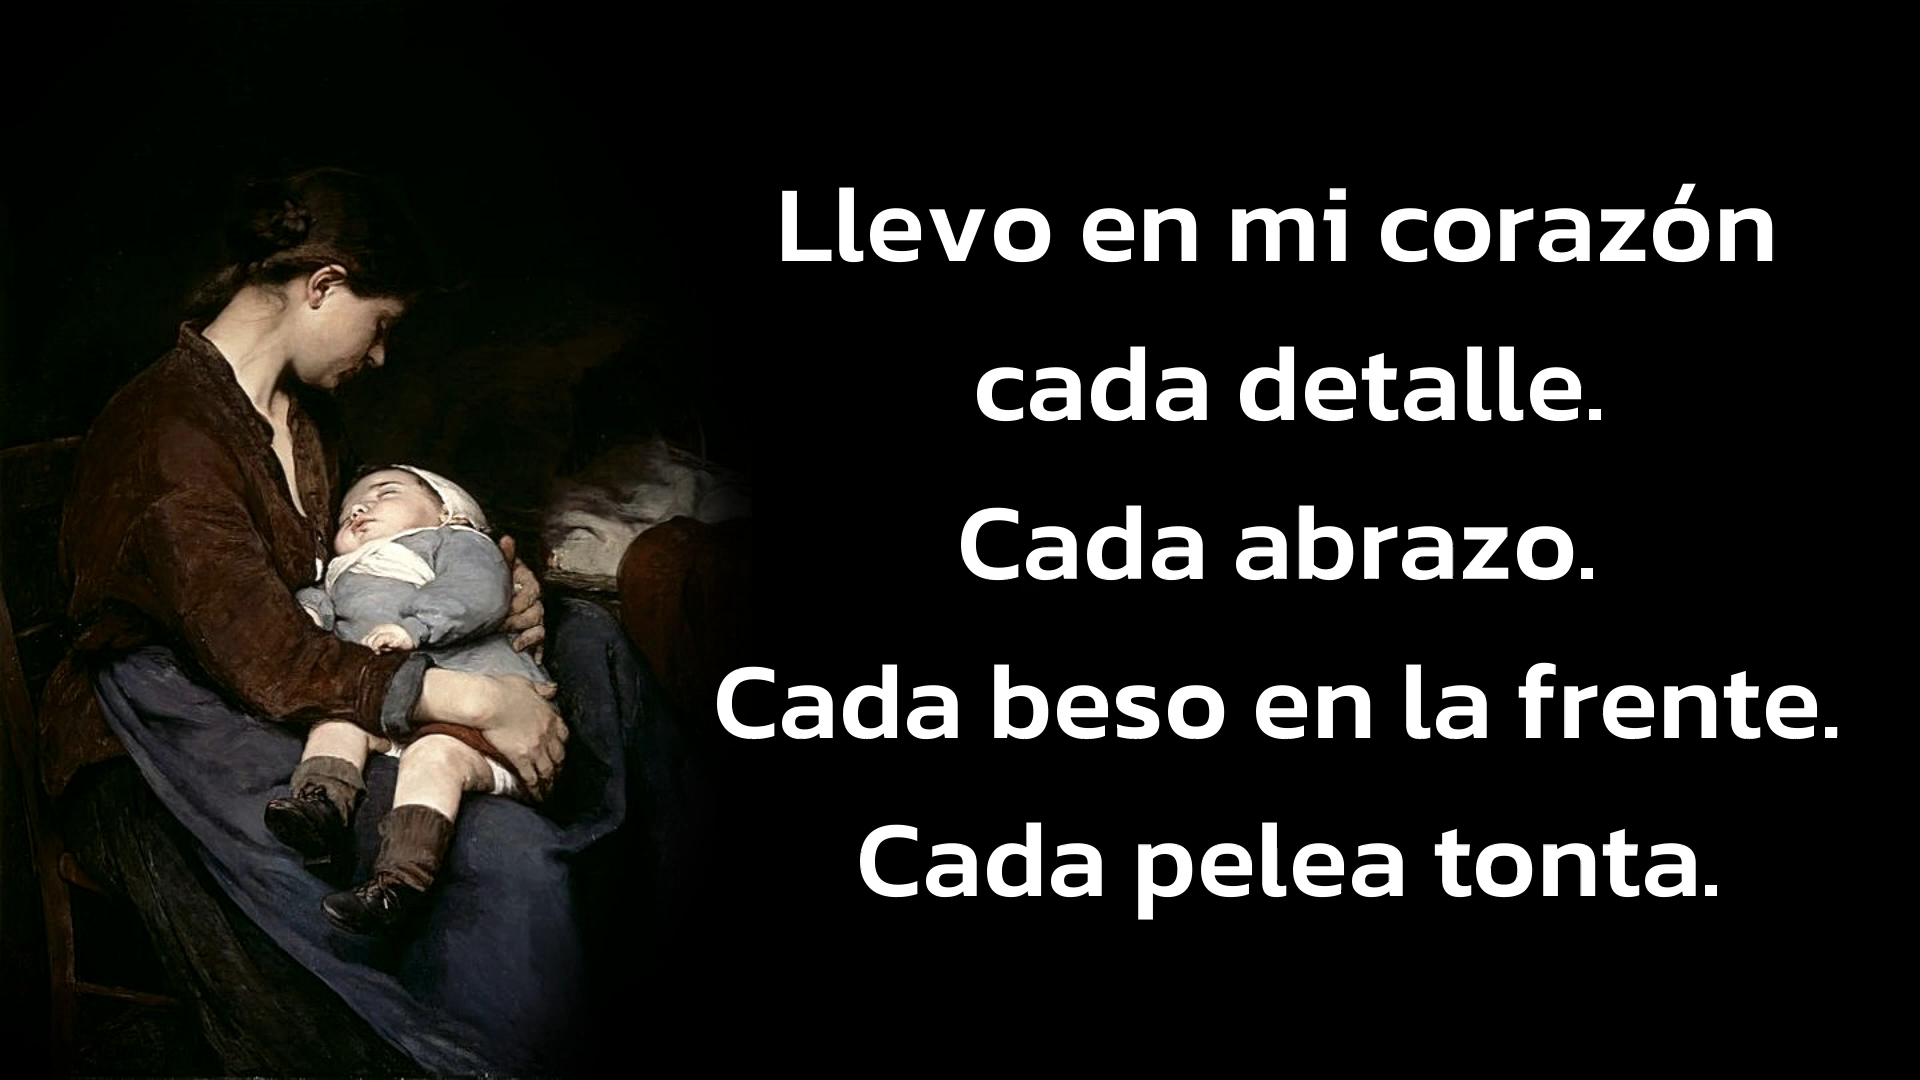 Llevo en mi corazón
cada detalle.
Cada abrazo.
Cada beso en la frente.
Cada pelea tonta.